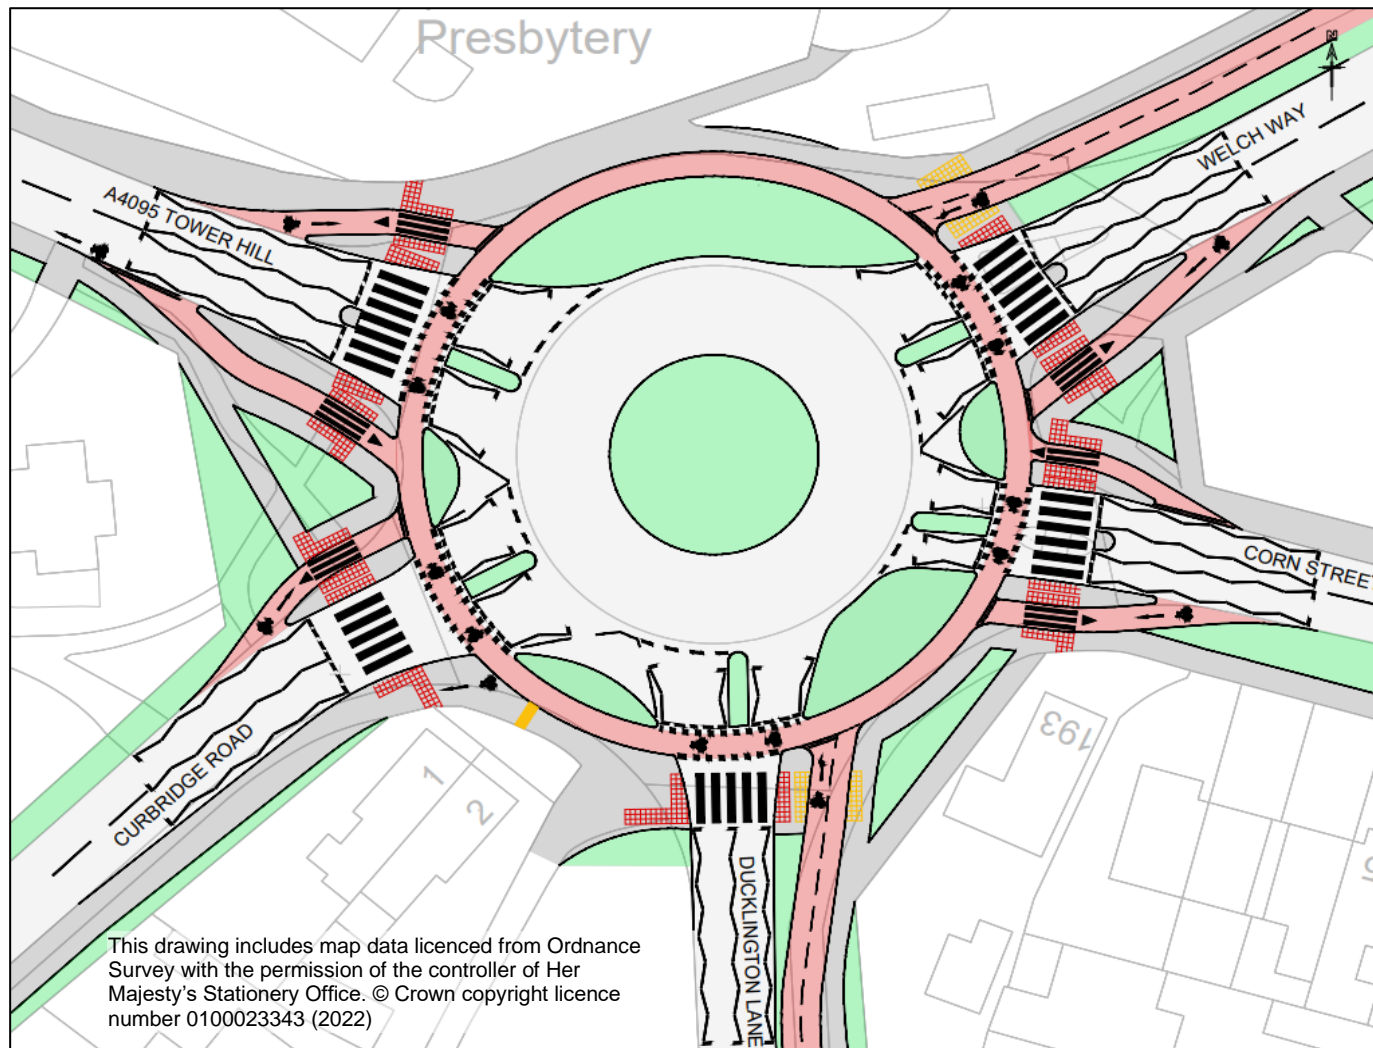 Presbytery
N
WELCH WAY
A4095 TOWER HILL
CORN STREET
193
1
2
CURBRIDGE ROAD
DUCKLINGTON LANE
5
This drawing includes map data licenced from Ordnance
Survey with the permission of the controller of Her
Majesty's Stationery Office. © Crown copyright licence
number 0100023343 (2022)